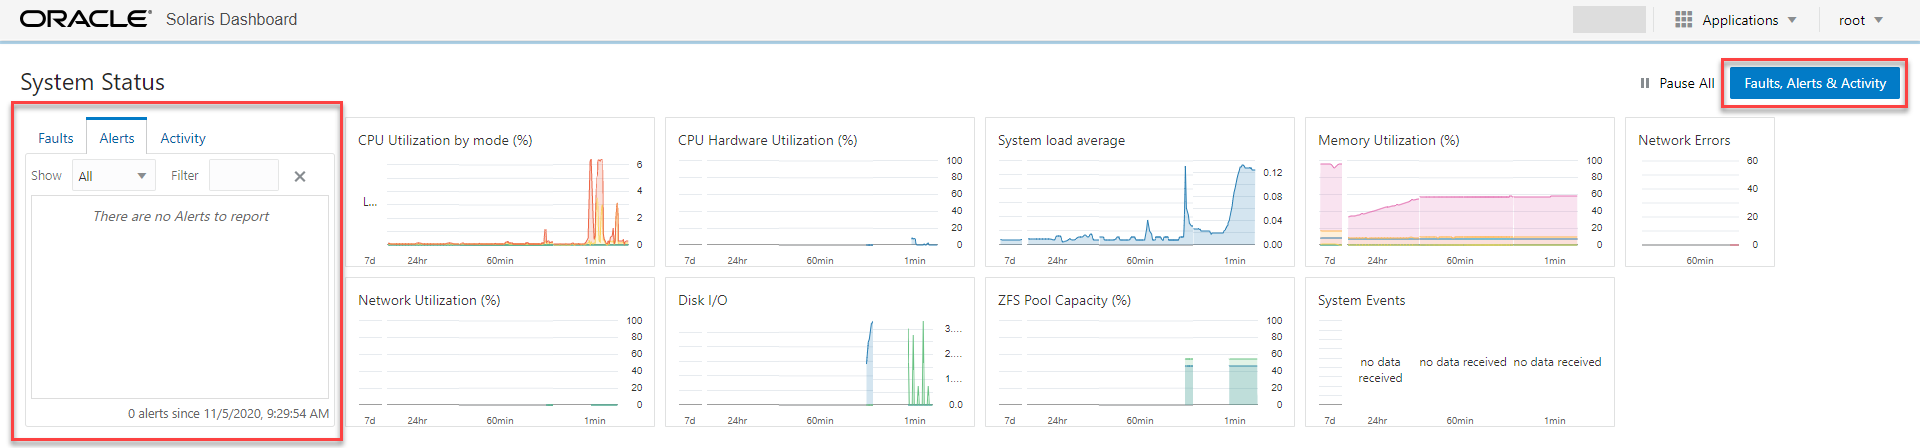 ORACLE® Solaris Dashboard
Applications
root
System Status
Pause All
Faults, Alerts & Activity
Faults Alerts Activity
Show All Filter
There are no Alerts to report
0 alerts since 11/5/2020, 9:29:54 AM
CPU Utilization by mode (%)
L...
6
4
2
0
7d 24hr 60min 1min
CPU Hardware Utilization (%)
100
80
60
40
20
0
7d 24hr 60min 1min
System load average
0.12
0.08
0.04
0.00
7d 24hr 60min 1min
Memory Utilization (%)
100
80
60
40
20
0
7d 24hr 60min 1min
Network Errors
60
40
20
0
60min
Network Utilization (%)
100
80
60
40
20
0
7d 24hr 60min 1min
Disk I/O
3....
2....
1....
0.0
7d 24hr 60min 1min
ZFS Pool Capacity (%)
100
80
60
40
20
0
7d 24hr 60min 1min
System Events
no data received
no data received
no data received
7d 24hr 60min 1min